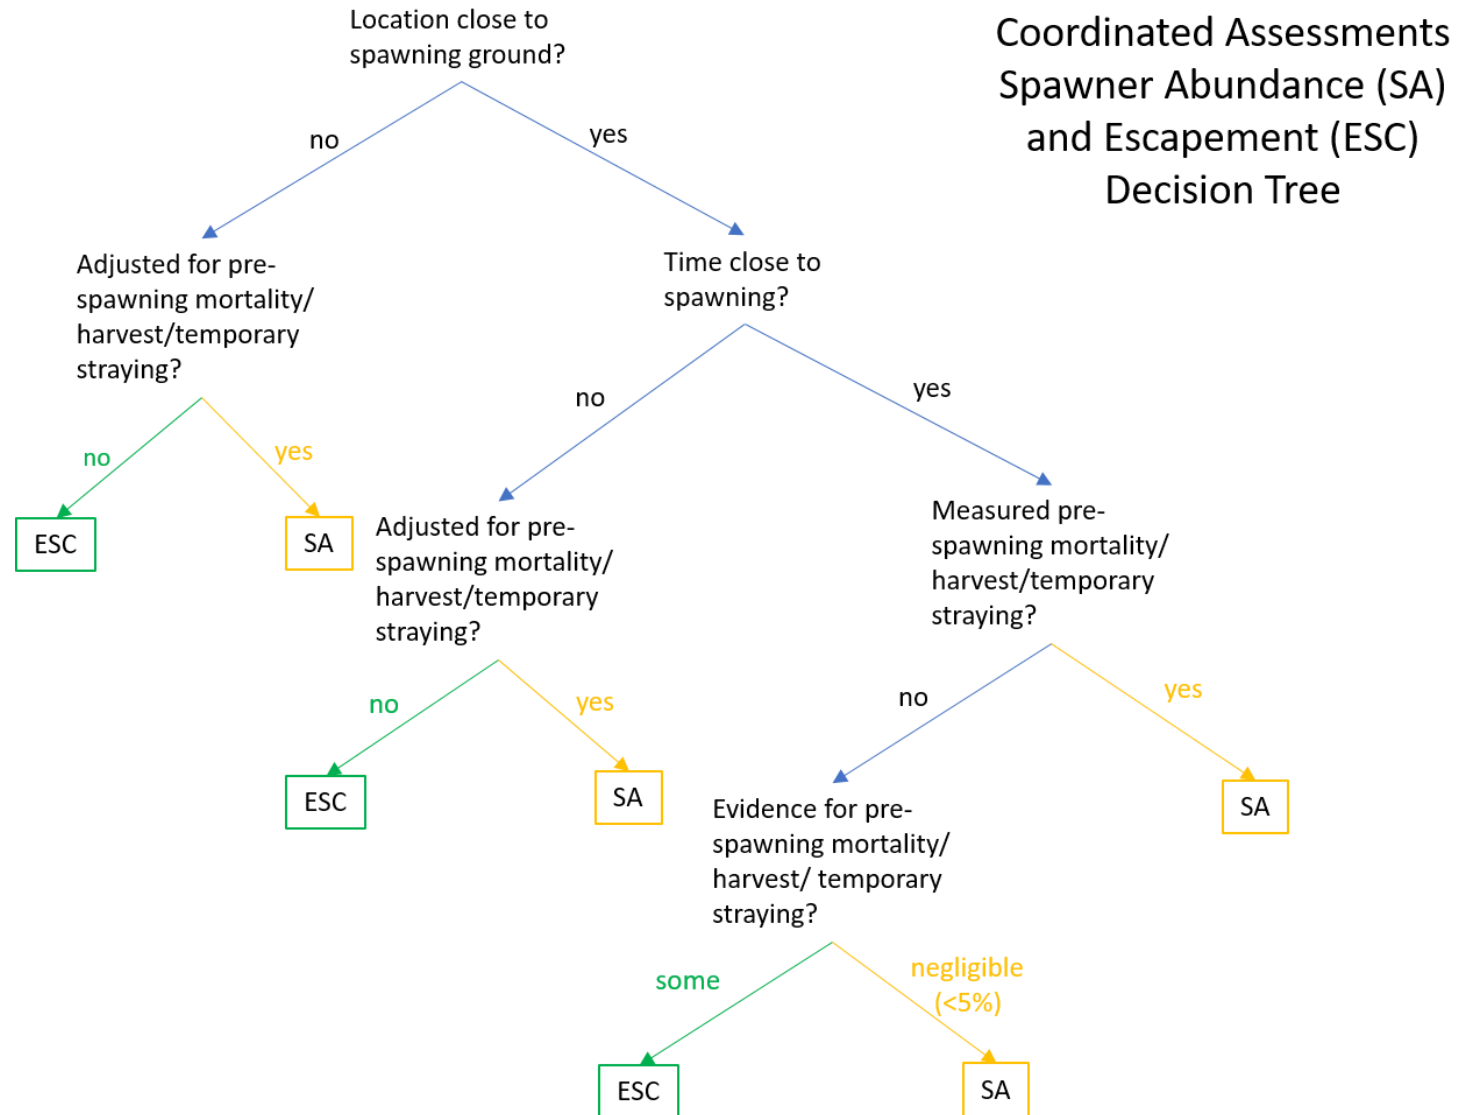 Location close to
spawning ground?
Coordinated Assessments
Spawner Abundance (SA)
and Escapement (ESC)
Decision Tree
no
yes
Adjusted for pre-
spawning mortality/
harvest/temporary
straying?
Time close to
spawning?
no
yes
no
yes
ESC
SA
Adjusted for pre-
spawning mortality/
harvest/temporary
straying?
Measured pre-
spawning mortality/
harvest/temporary
straying?
no
yes
no
yes
ESC
SA
Evidence for pre-
spawning mortality/
harvest/ temporary
straying?
SA
some
negligible
(<5%)
ESC
SA